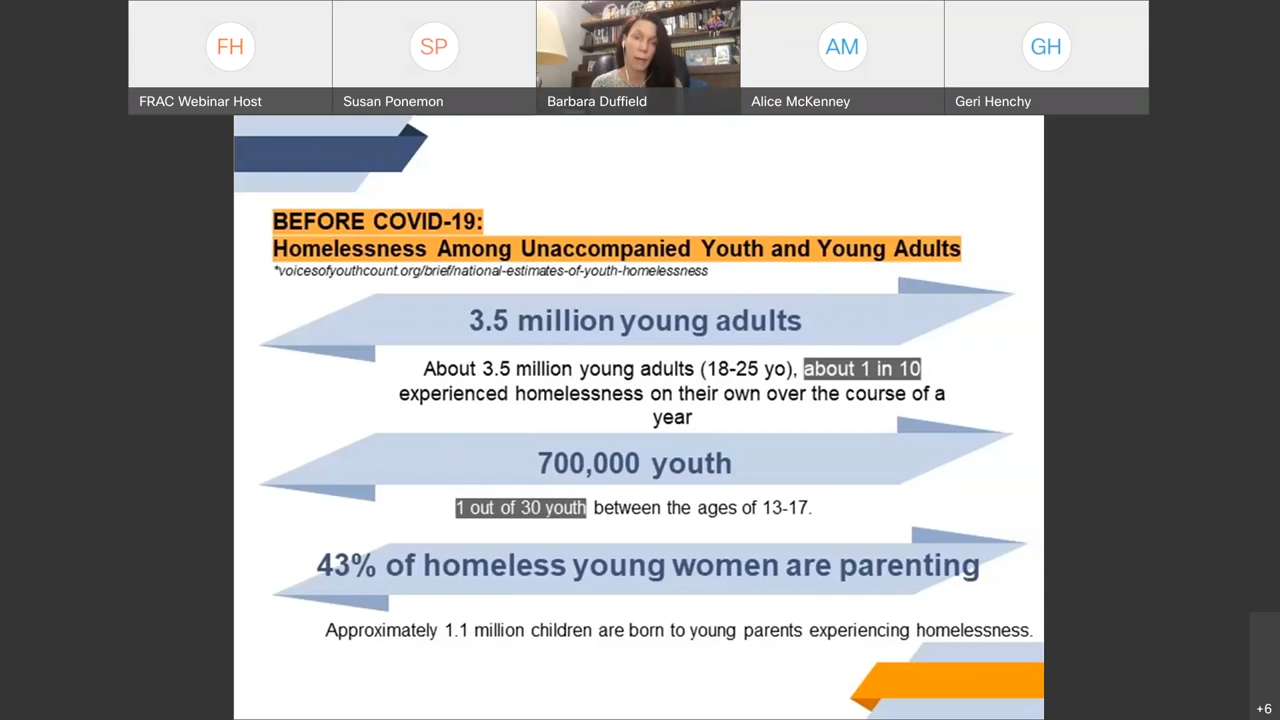 FH
SP
AM
GH
FRAC Webinar Host
Susan Ponemon
Barbara Duffield
Alice McKenney
Geri Henchy
BEFORE COVID-19:
Homelessness Among Unaccompanied Youth and Young Adults
*voicesofyouthcount.org/brief/national-estimates-of-youth-homelessness
3.5 million young adults
About 3.5 million young adults (18-25 yo), about 1 in 10
experienced homelessness on their own over the course of a
year
700,000 youth
1 out of 30 youth between the ages of 13-17.
43% of homeless young women are parenting
Approximately 1.1 million children are born to young parents experiencing homelessness.
+6